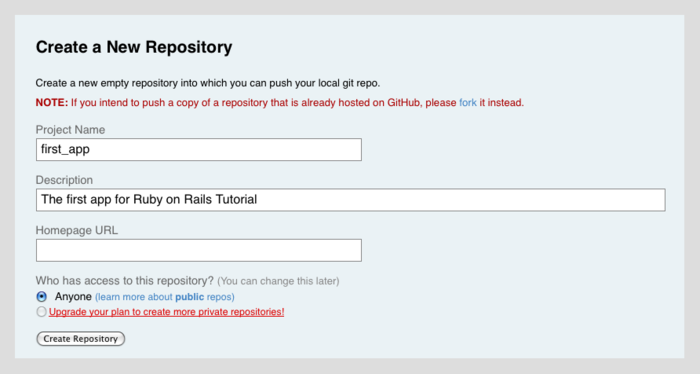 Create a New Repository
Create a new empty repository into which you can push your local git repo.
NOTE: If you intend to push a copy of a repository that is already hosted on GitHub, please fork it instead.
Project Name
first_app
Description
The first app for Ruby on Rails Tutorial
Homepage URL
Who has access to this repository? (You can change this later)
Anyone (learn more about public repos)
Upgrade your plan to create more private repositories!
Create Repository